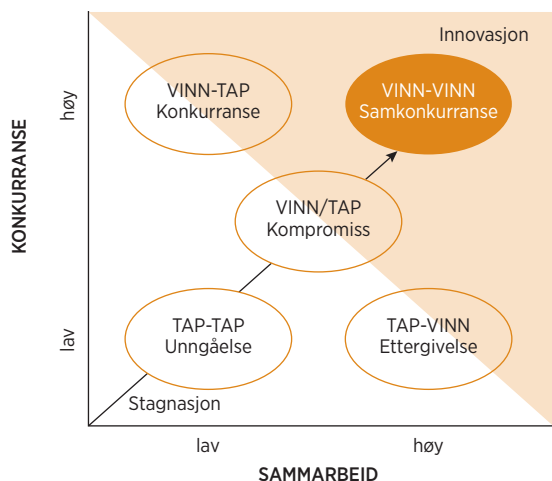 Innovasjon
VINN-TAP
Konkurranse
VINN-VINN
Samkonkurranse
høy
KONKURRANSE
VINN/TAP
Kompromiss
TAP-TAP
Unngåelse
TAP-VINN
Ettergivelse
lav
Stagnasjon
lav
høy
SAMMARBEID